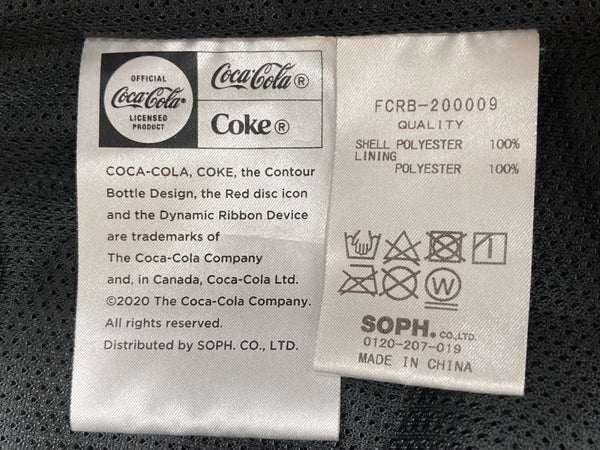 OFFICIAL
Coca-Cola®
LICENSED
PRODUCT
Coca-Cola®
Coke®
COCA-COLA, COKE, the Contour
Bottle Design, the Red disc icon
and the Dynamic Ribbon Device
are trademarks of
The Coca-Cola Company
and, in Canada, Coca-Cola Ltd.
©2020 The Coca-Cola Company.
All rights reserved.
Distributed by SOPH. CO., LTD.
FCRB-200009
QUALITY
SHELL POLYESTER 100%
LINING
POLYESTER 100%
W
SOPH. CO.,LTD.
0120-207-019
MADE IN CHINA